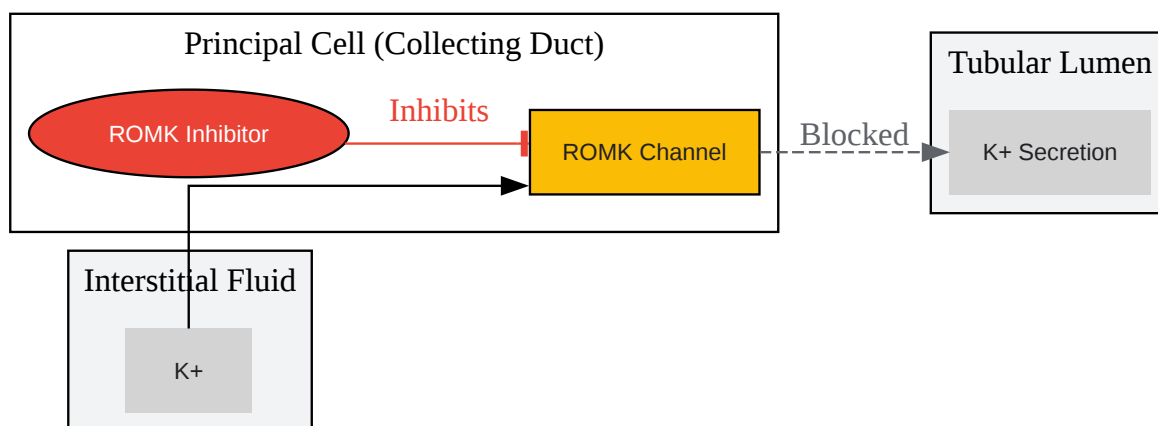 Principal Cell (Collecting Duct)
Tubular Lumen
ROMK Inhibitor
Inhibits
ROMK Channel
Blocked
K+ Secretion
Interstitial Fluid
K+